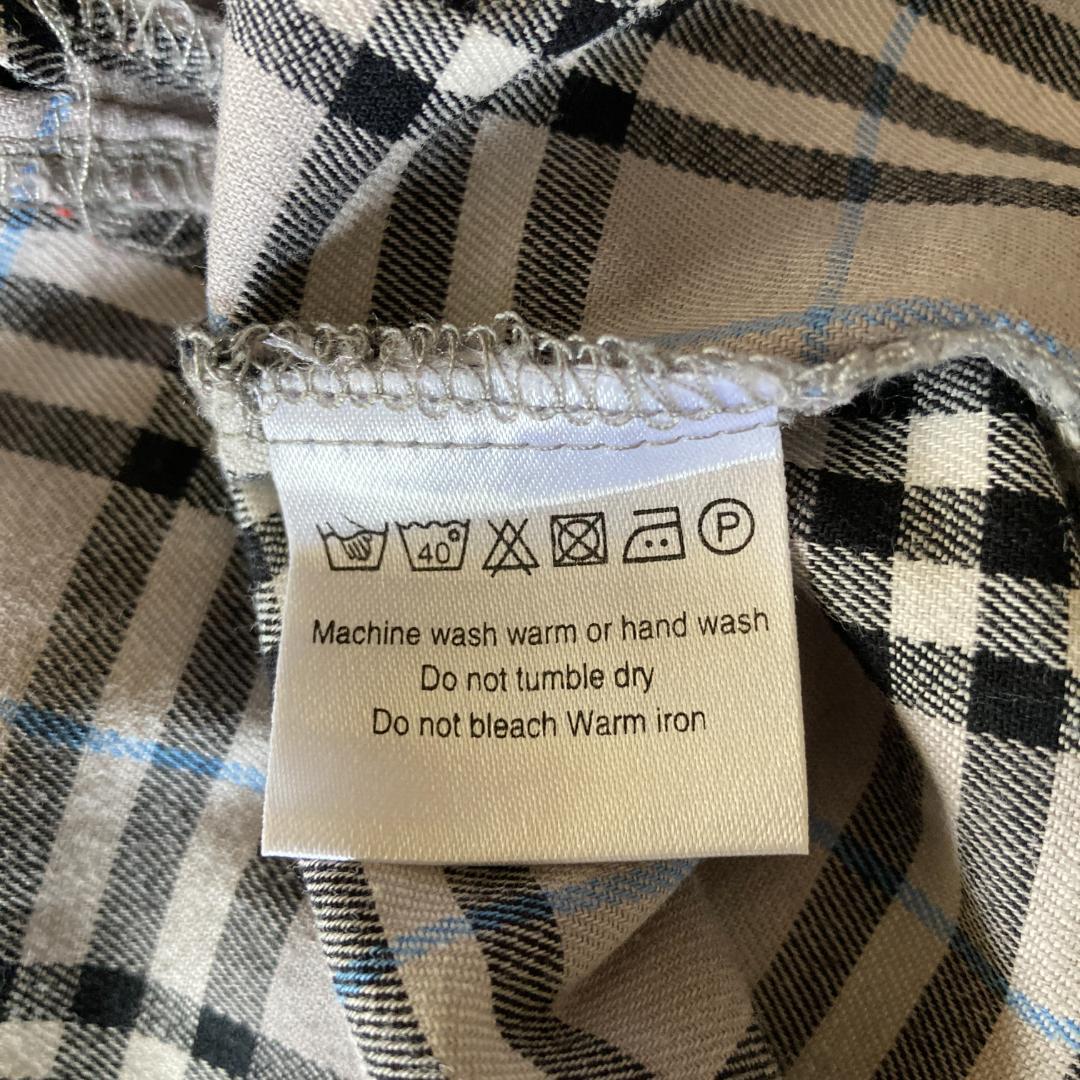 40° P
Machine wash warm or hand wash
Do not tumble dry
Do not bleach Warm iron